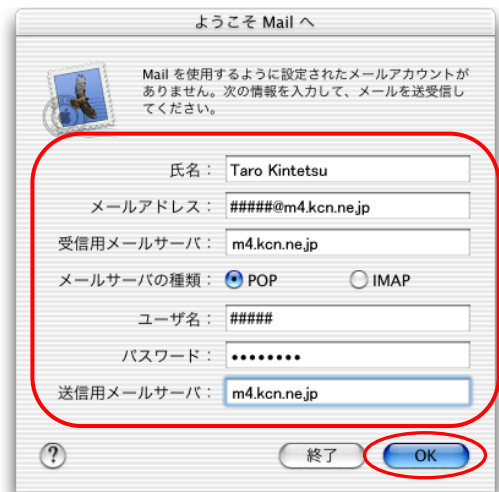 ようこそ Mail へ
Mail を使用するように設定されたメールアカウントが
ありません。次の情報を入力して、メールを送受信し
てください。
氏名： Taro Kintetsu
メールアドレス： #####@m4.kcn.ne.jp
受信用メールサーバ： m4.kcn.ne.jp
メールサーバの種類： POP IMAP
ユーザ名： #####
パスワード： ••••••••
送信用メールサーバ： m4.kcn.ne.jp
? 終了 OK